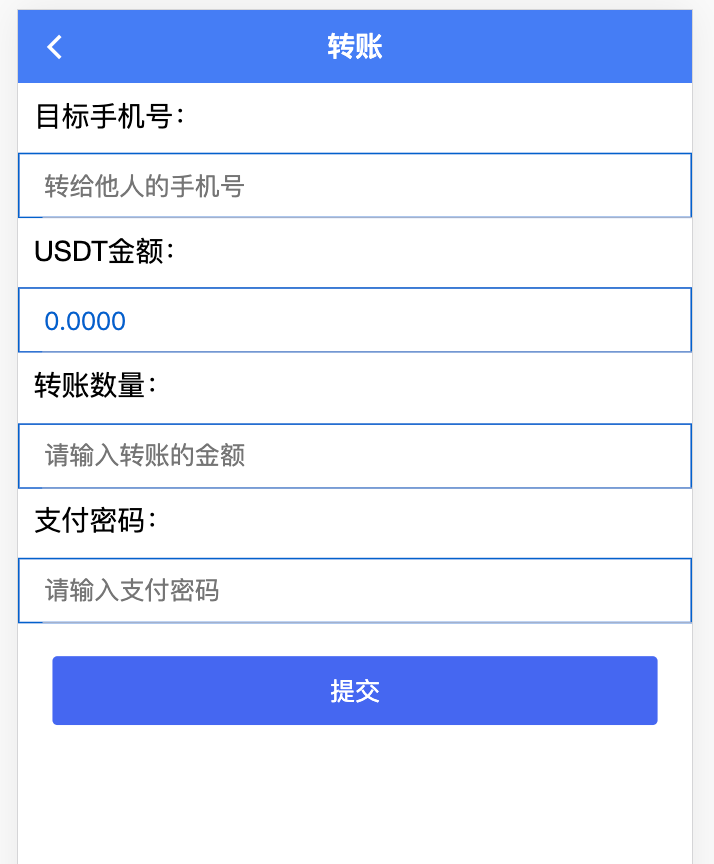 转账
目标手机号：
转给他人的手机号
USDT金额：
0.0000
转账数量：
请输入转账的金额
支付密码：
请输入支付密码
提交